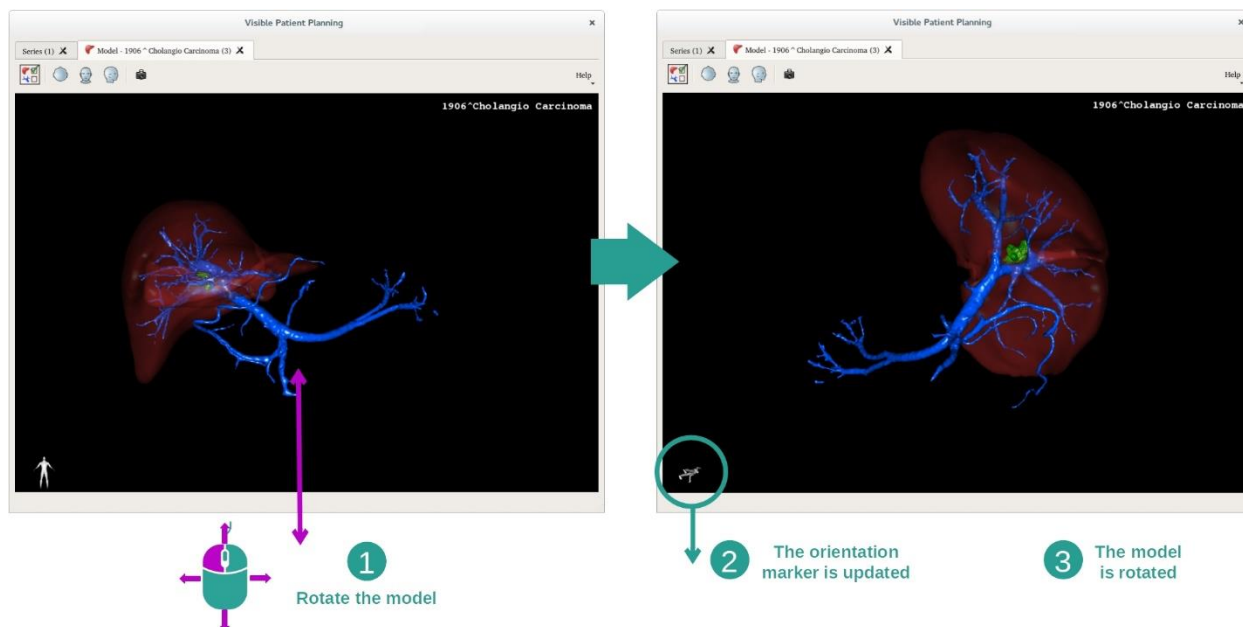 Visible Patient Planning
Series (1)
Model - 1906 ^ Cholangio Carcinoma (3)
Help
1906^Cholangio Carcinoma
Visible Patient Planning
Series (1)
Model - 1906 ^ Cholangio Carcinoma (3)
Help
1906^Cholangio Carcinoma
1
Rotate the model
2
The orientation
marker is updated
3
The model
is rotated